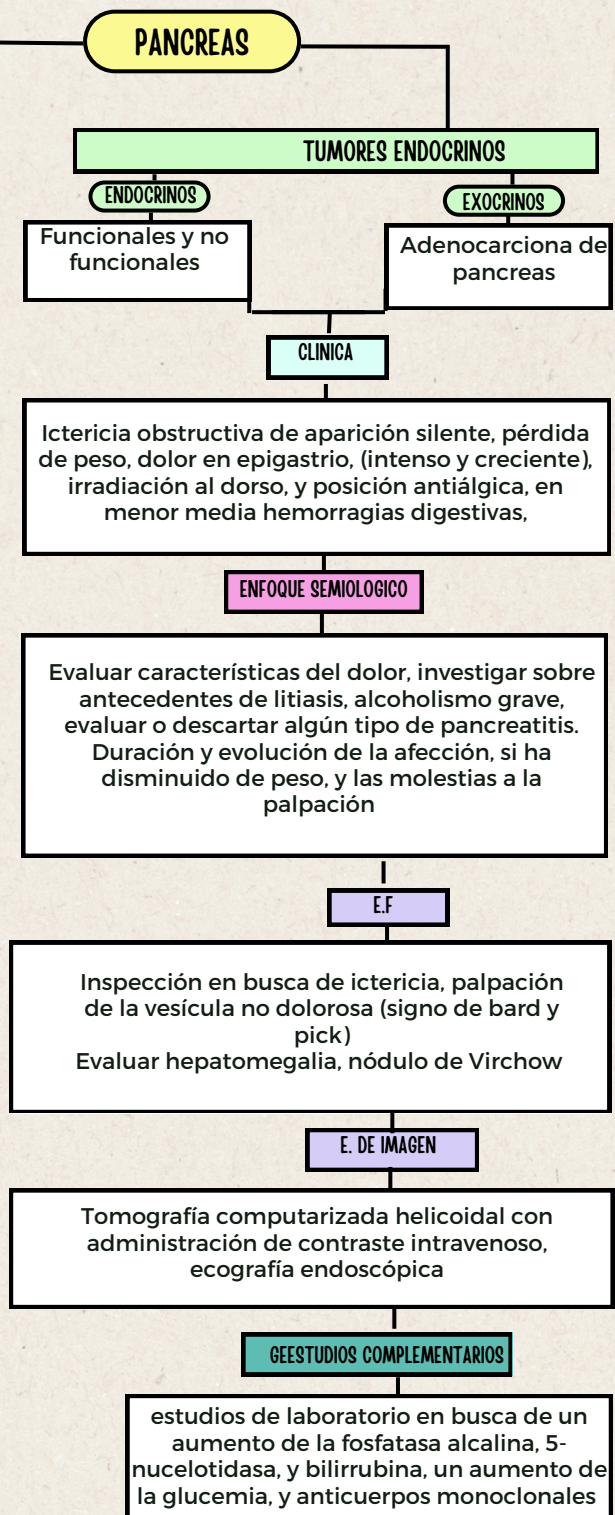 PANCREAS
TUMORES ENDOCRINOS
ENDOCRINOS
Funcionales y no
funcionales
EXOCRINOS
Adenocarciona de
pancreas
CLINICA
Ictericia obstructiva de aparición silente, pérdida
de peso, dolor en epigastrio, (intenso y creciente),
irradiación al dorso, y posición antiálgica, en
menor media hemorragias digestivas,
ENFOQUE SEMIOLOGICO
Evaluar características del dolor, investigar sobre
antecedentes de litiasis, alcoholismo grave,
evaluar o descartar algún tipo de pancreatitis.
Duración y evolución de la afección, si ha
disminuido de peso, y las molestias a la
palpación
E.F
Inspección en busca de ictericia, palpación
de la vesícula no dolorosa (signo de bard y
pick)
Evaluar hepatomegalia, nódulo de Virchow
E. DE IMAGEN
Tomografía computarizada helicoidal con
administración de contraste intravenoso,
ecografía endoscópica
GEESTUDIOS COMPLEMENTARIOS
estudios de laboratorio en busca de un
aumento de la fosfatasa alcalina, 5-
nucelotidasa, y bilirrubina, un aumento de
la glucemia, y anticuerpos monoclonales